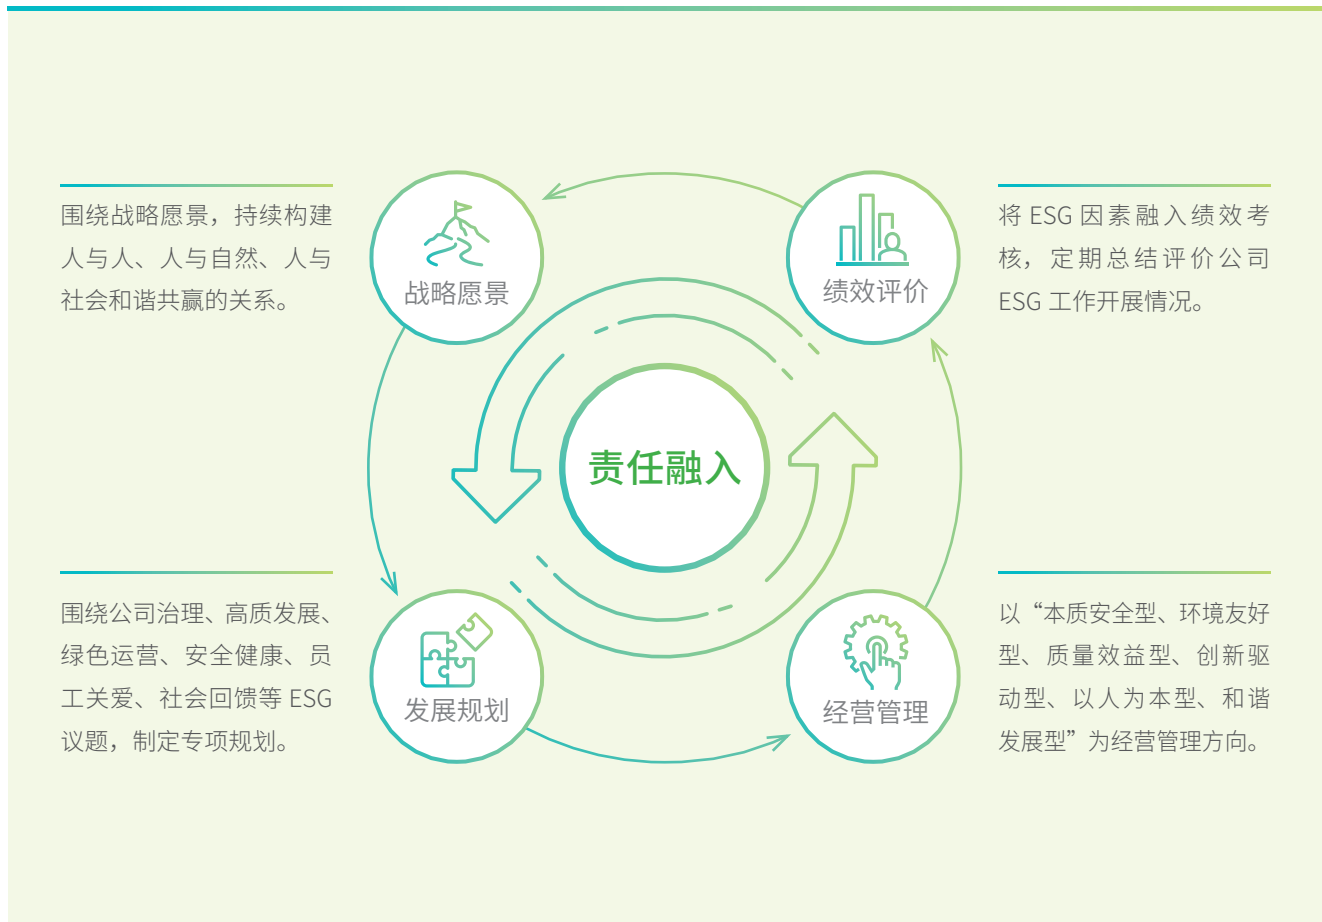 围绕战略愿景，持续构建
人与人、人与自然、人与
社会和谐共赢的关系。
战略愿景
绩效评价
将 ESG 因素融入绩效考
核，定期总结评价公司
ESG 工作开展情况。
责任融入
围绕公司治理、高质发展、
绿色运营、安全健康、员
工关爱、社会回馈等 ESG
议题，制定专项规划。
发展规划
经营管理
以“本质安全型、环境友好
型、质量效益型、创新驱
动型、以人为本型、和谐
发展型”为经营管理方向。